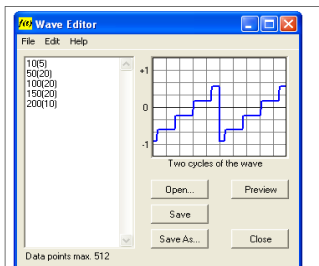 f(t) Wave Editor
File Edit Help
10(5)
50(20)
100(20)
150(20)
200(10)
+1
0
-1
Two cycles of the wave
Open... Preview
Save
Save As... Close
Data points max. 512